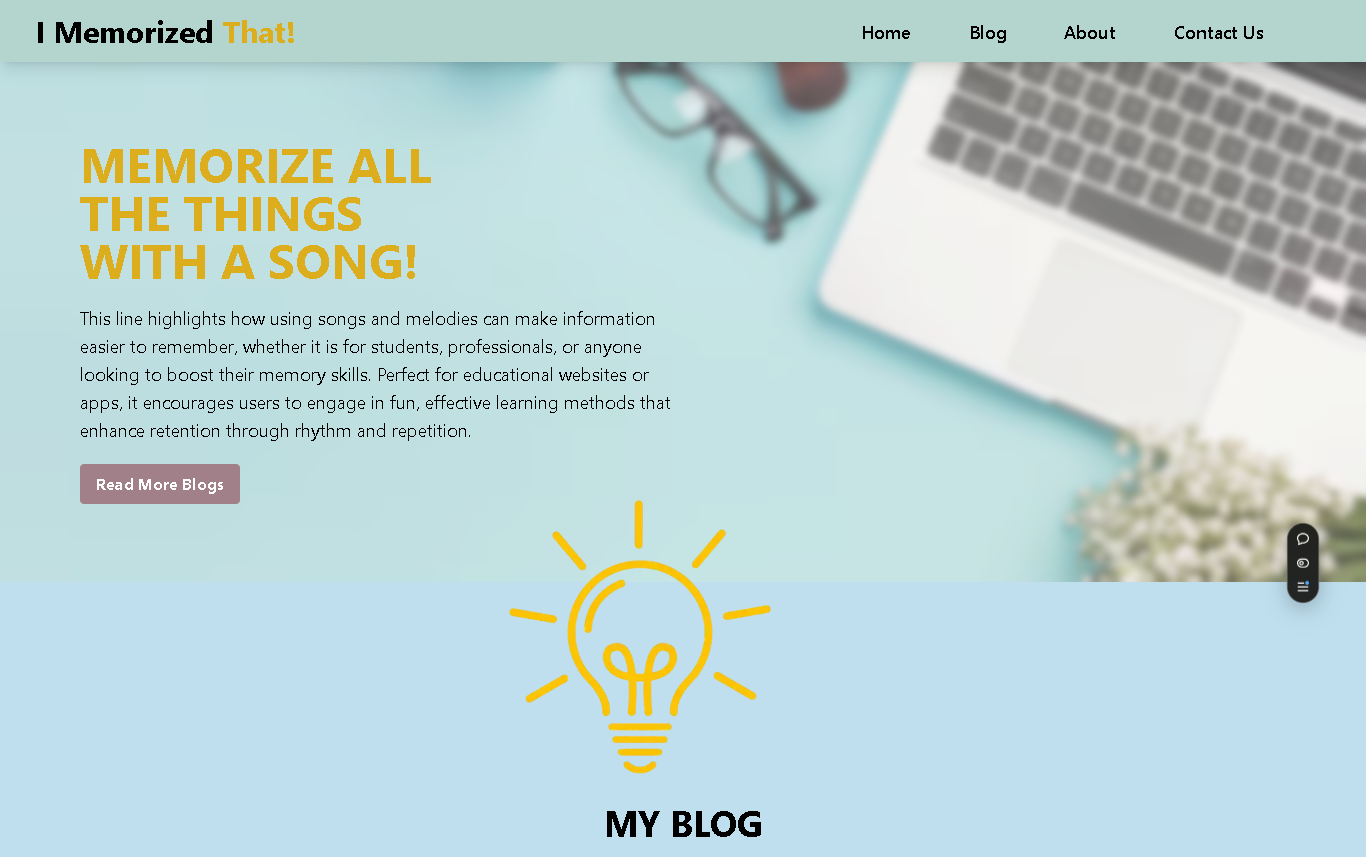 I Memorized That!
Home Blog About Contact Us
MEMORIZE ALL
THE THINGS
WITH A SONG!
This line highlights how using songs and melodies can make information
easier to remember, whether it is for students, professionals, or anyone
looking to boost their memory skills. Perfect for educational websites or
apps, it encourages users to engage in fun, effective learning methods that
enhance retention through rhythm and repetition.
Read More Blogs
MY BLOG